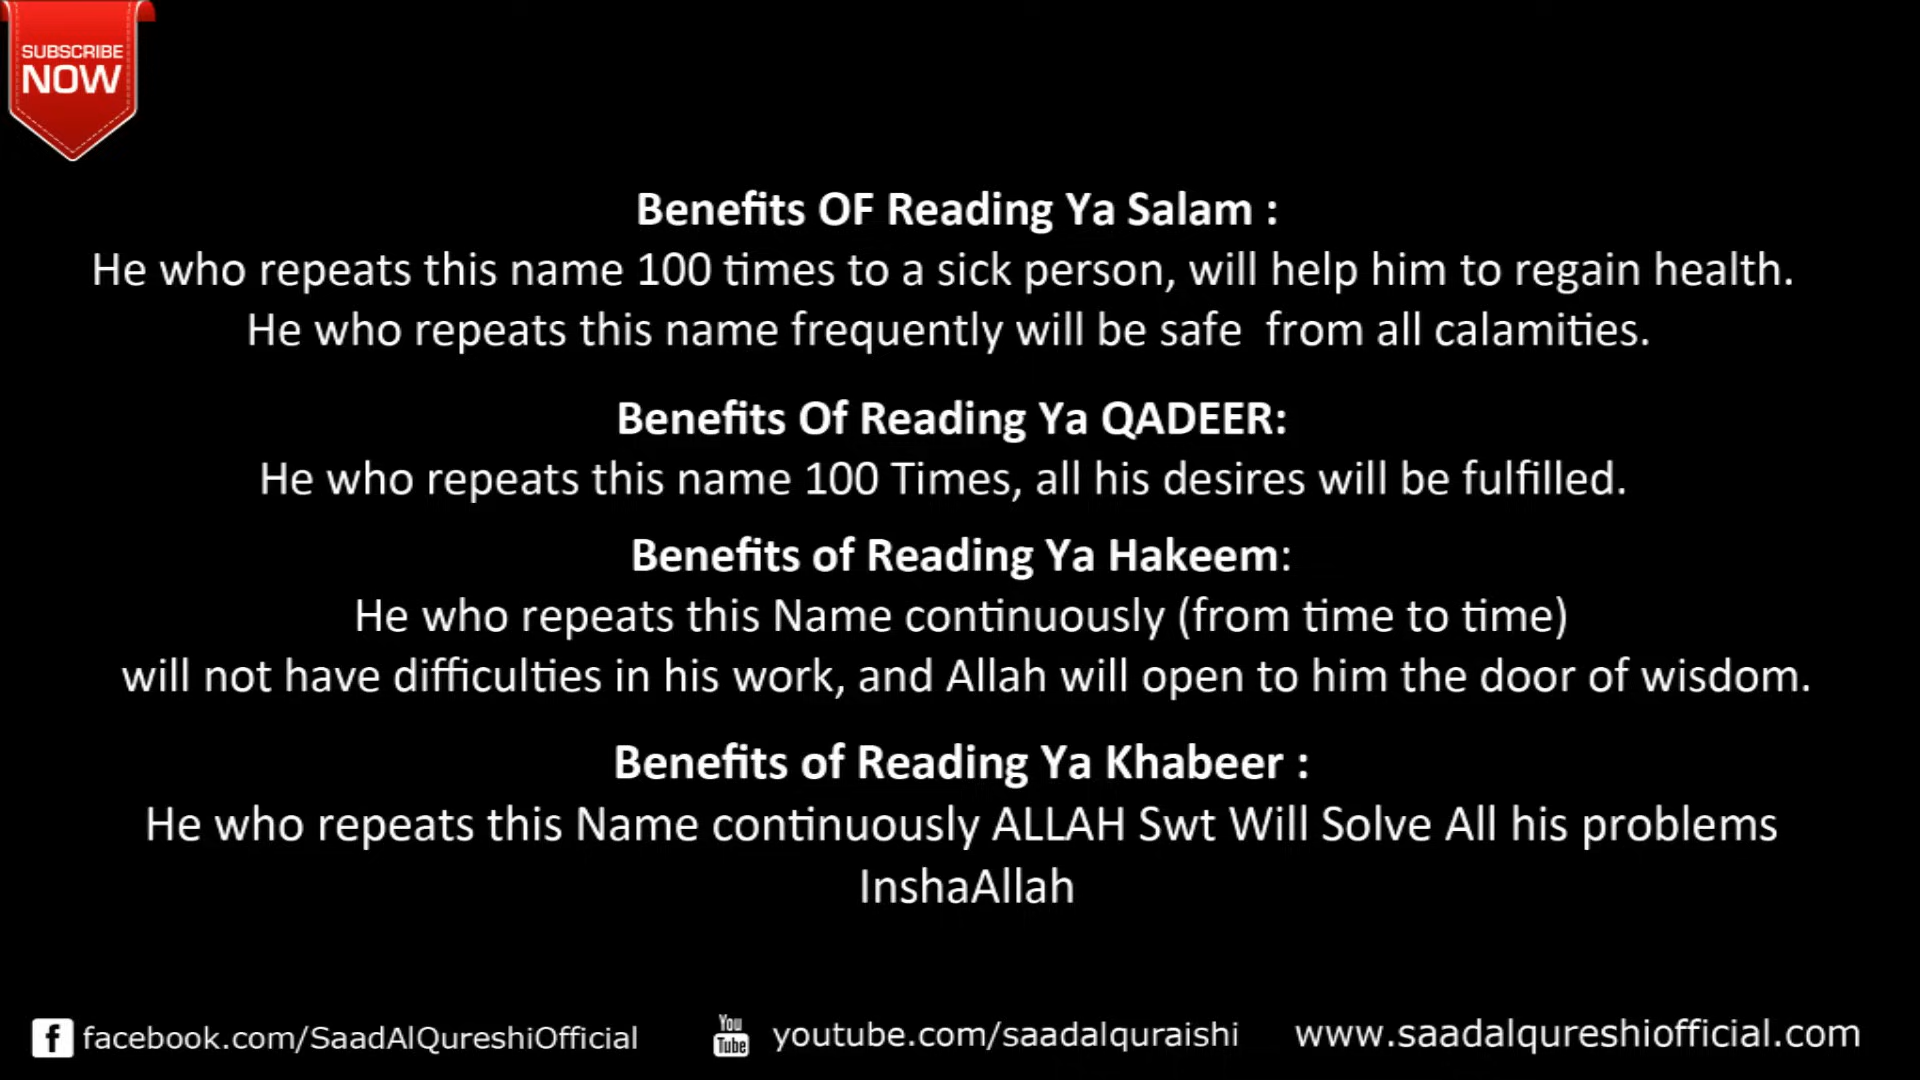 SUBSCRIBE
NOW
Benefits OF Reading Ya Salam :
He who repeats this name 100 times to a sick person, will help him to regain health.
He who repeats this name frequently will be safe from all calamities.
Benefits Of Reading Ya QADEER:
He who repeats this name 100 Times, all his desires will be fulfilled.
Benefits of Reading Ya Hakeem:
He who repeats this Name continuously (from time to time)
will not have difficulties in his work, and Allah will open to him the door of wisdom.
Benefits of Reading Ya Khabeer :
He who repeats this Name continuously ALLAH Swt Will Solve All his problems
InshaAllah
f facebook.com/SaadAlQureshiOfficial
You
Tube
youtube.com/saadalquraishi
www.saadalqureshiofficial.com